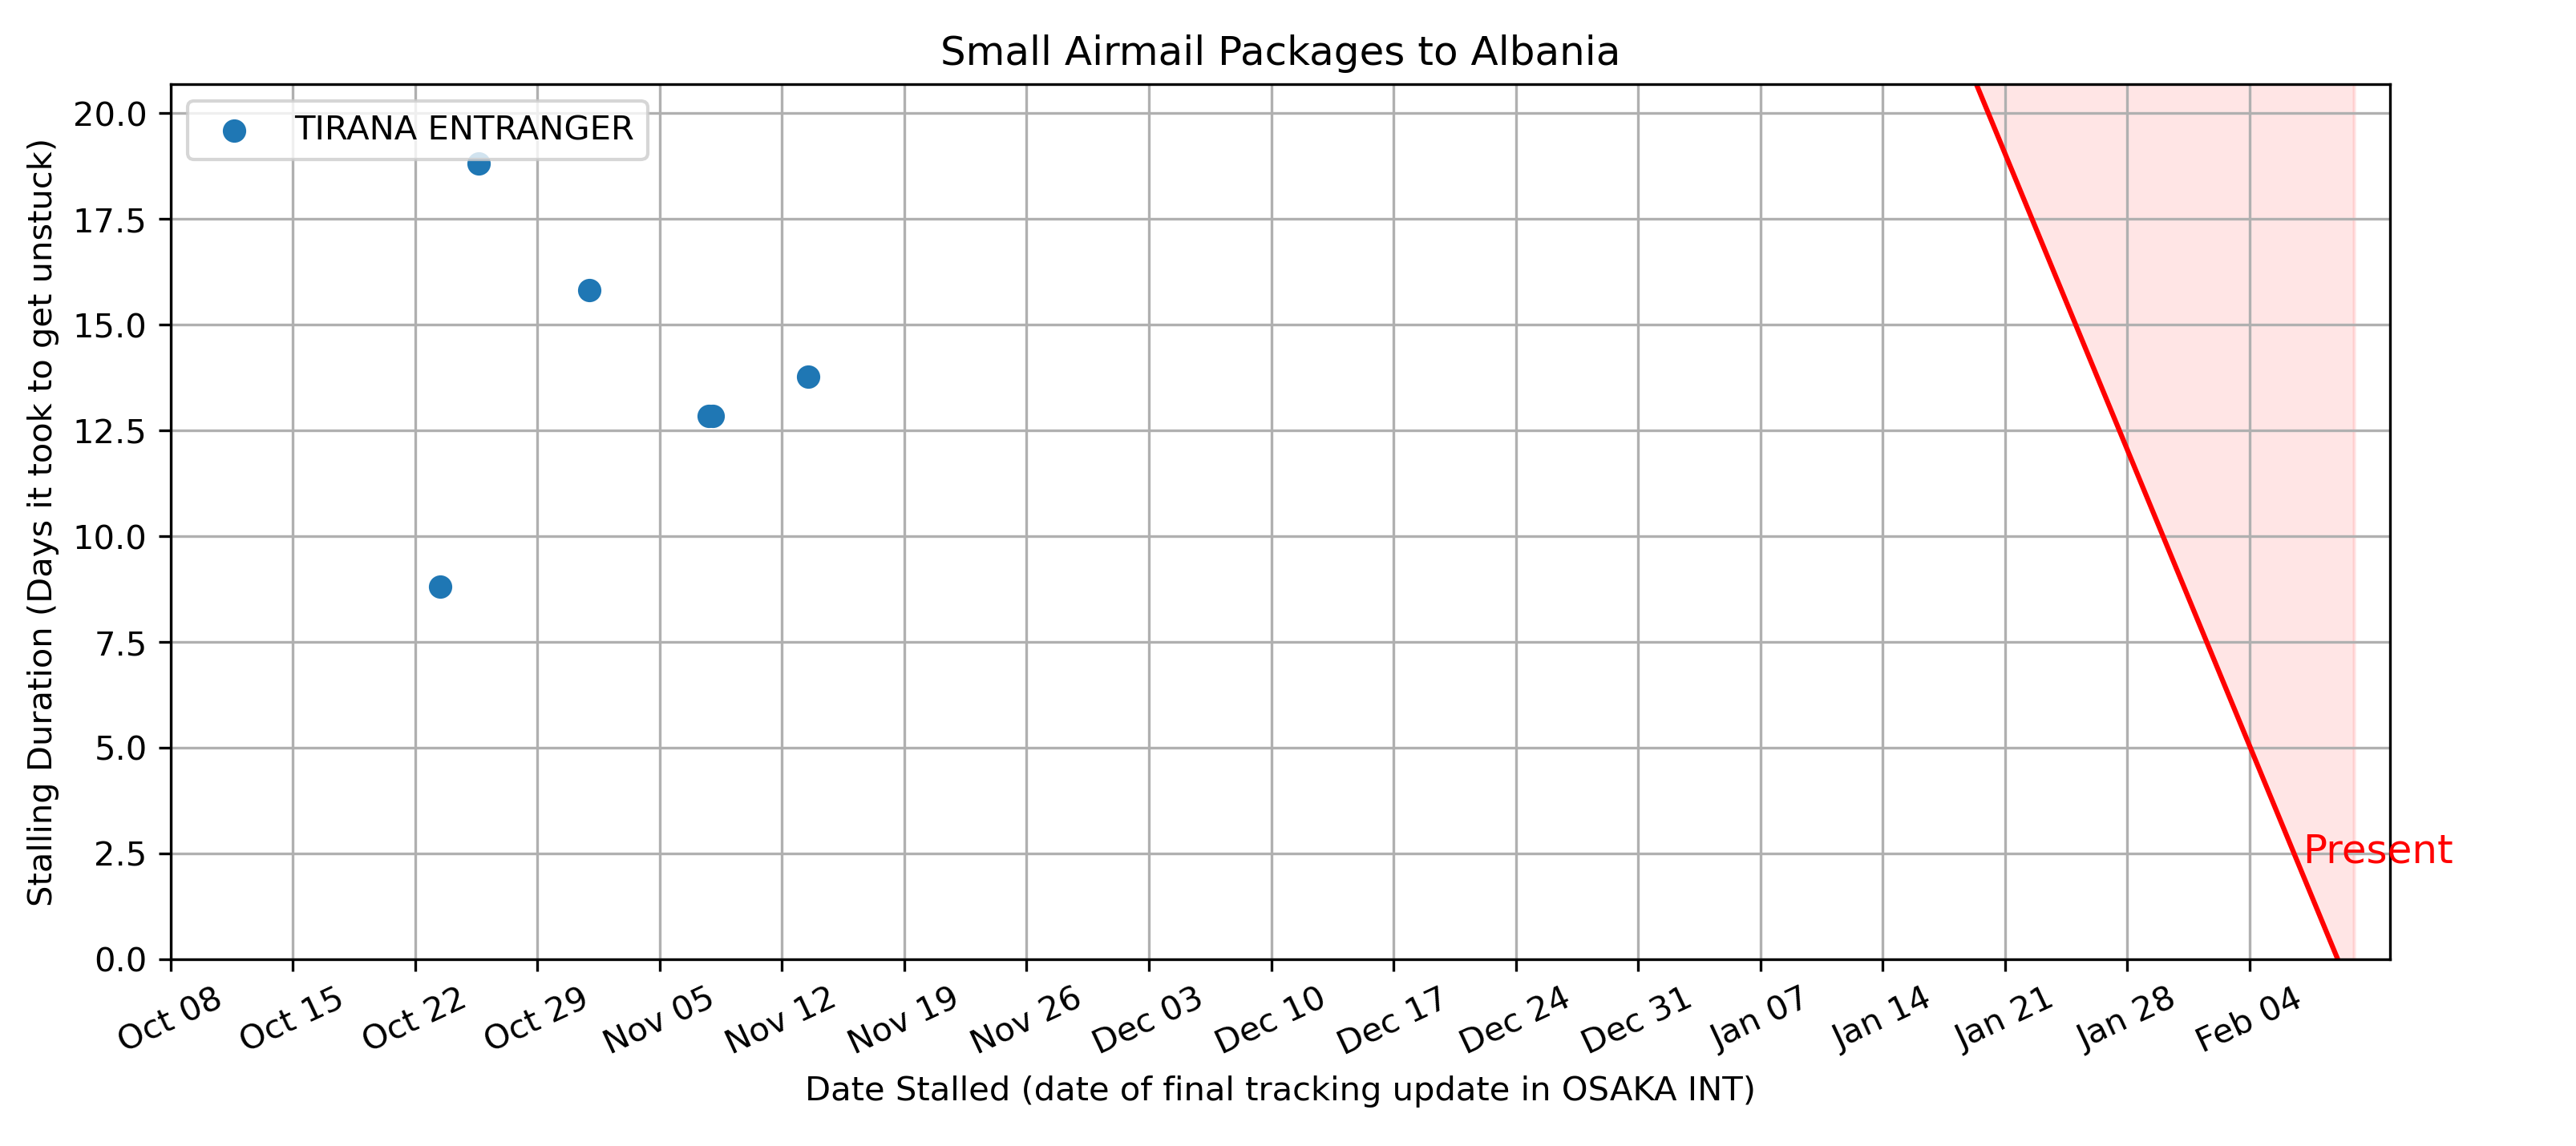 Small Airmail Packages to Albania
TIRANA ENTRANGER
Stalling Duration (Days it took to get unstuck)
20.0
17.5
15.0
12.5
10.0
7.5
5.0
2.5
0.0
Present
Oct 08
Oct 15
Oct 22
Oct 29
Nov 05
Nov 12
Nov 19
Nov 26
Dec 03
Dec 10
Dec 17
Dec 24
Dec 31
Jan 07
Jan 14
Jan 21
Jan 28
Feb 04
Date Stalled (date of final tracking update in OSAKA INT)